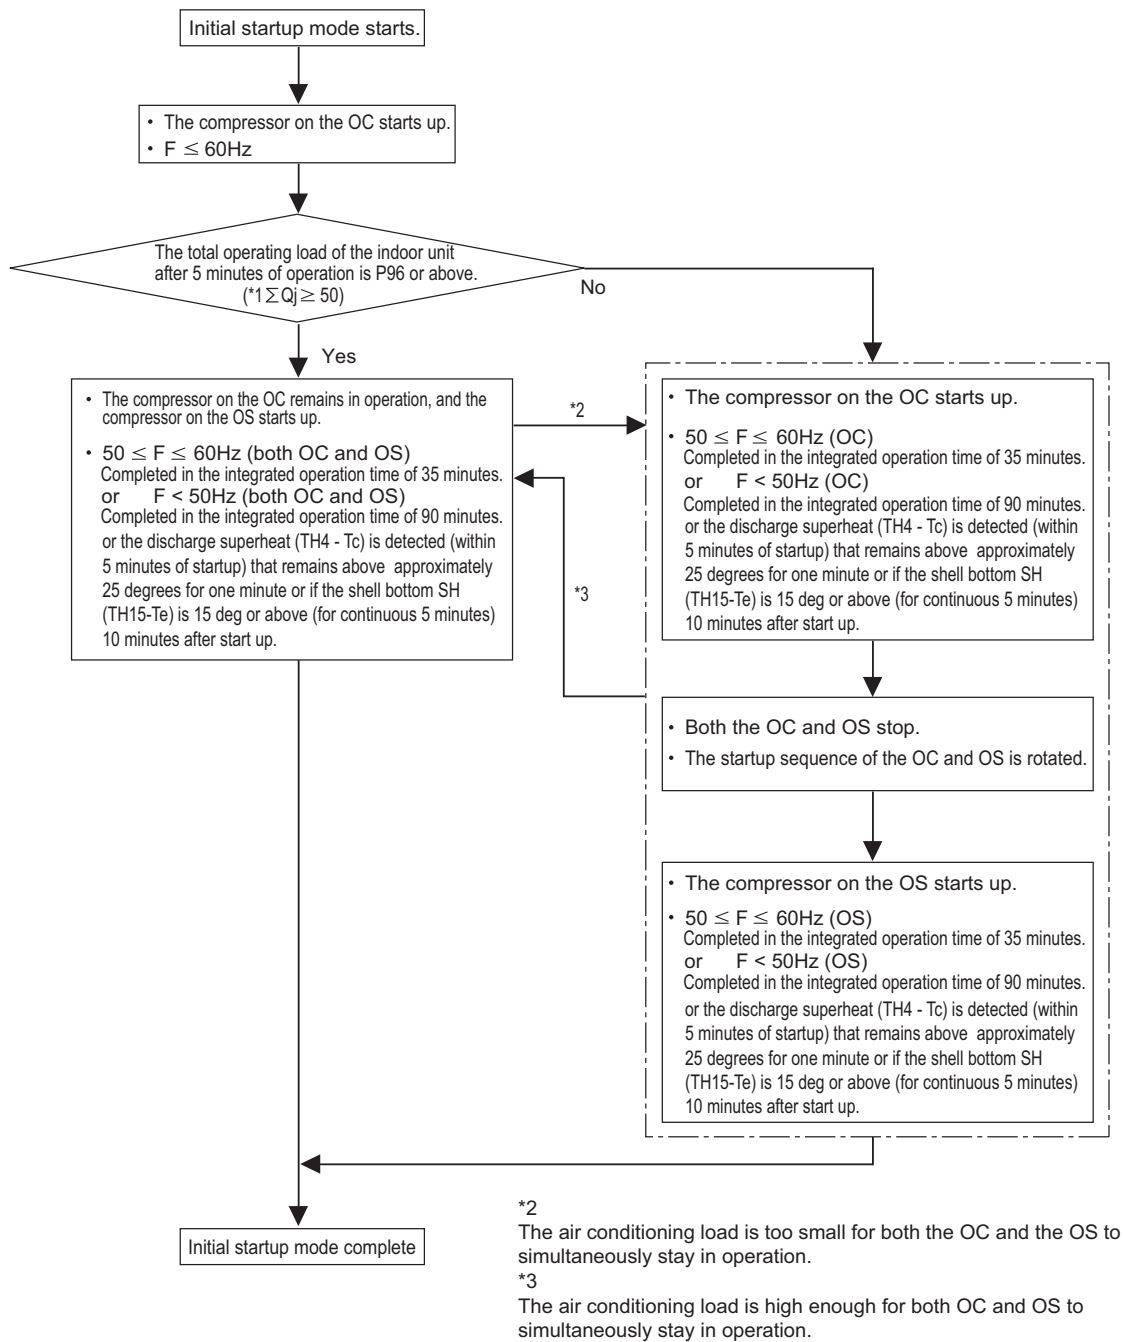 Initial startup mode starts.
• The compressor on the OC starts up.
• F ≤ 60Hz
The total operating load of the indoor unit
after 5 minutes of operation is P96 or above.
(*1∑Qj ≥ 50)
No
Yes
• The compressor on the OC remains in operation, and the
compressor on the OS starts up.
• 50 ≤ F ≤ 60Hz (both OC and OS)
Completed in the integrated operation time of 35 minutes.
or F < 50Hz (both OC and OS)
Completed in the integrated operation time of 90 minutes.
or the discharge superheat (TH4 - Tc) is detected (within
5 minutes of startup) that remains above approximately
25 degrees for one minute or if the shell bottom SH
(TH15-Te) is 15 deg or above (for continuous 5 minutes)
10 minutes after start up.
*2
*3
• The compressor on the OC starts up.
• 50 ≤ F ≤ 60Hz (OC)
Completed in the integrated operation time of 35 minutes.
or F < 50Hz (OC)
Completed in the integrated operation time of 90 minutes.
or the discharge superheat (TH4 - Tc) is detected (within
5 minutes of startup) that remains above approximately
25 degrees for one minute or if the shell bottom SH
(TH15-Te) is 15 deg or above (for continuous 5 minutes)
10 minutes after start up.
• Both the OC and OS stop.
• The startup sequence of the OC and OS is rotated.
• The compressor on the OS starts up.
• 50 ≤ F ≤ 60Hz (OS)
Completed in the integrated operation time of 35 minutes.
or F < 50Hz (OS)
Completed in the integrated operation time of 90 minutes.
or the discharge superheat (TH4 - Tc) is detected (within
5 minutes of startup) that remains above approximately
25 degrees for one minute or if the shell bottom SH
(TH15-Te) is 15 deg or above (for continuous 5 minutes)
10 minutes after start up.
Initial startup mode complete
*2
The air conditioning load is too small for both the OC and the OS to
simultaneously stay in operation.
*3
The air conditioning load is high enough for both OC and OS to
simultaneously stay in operation.